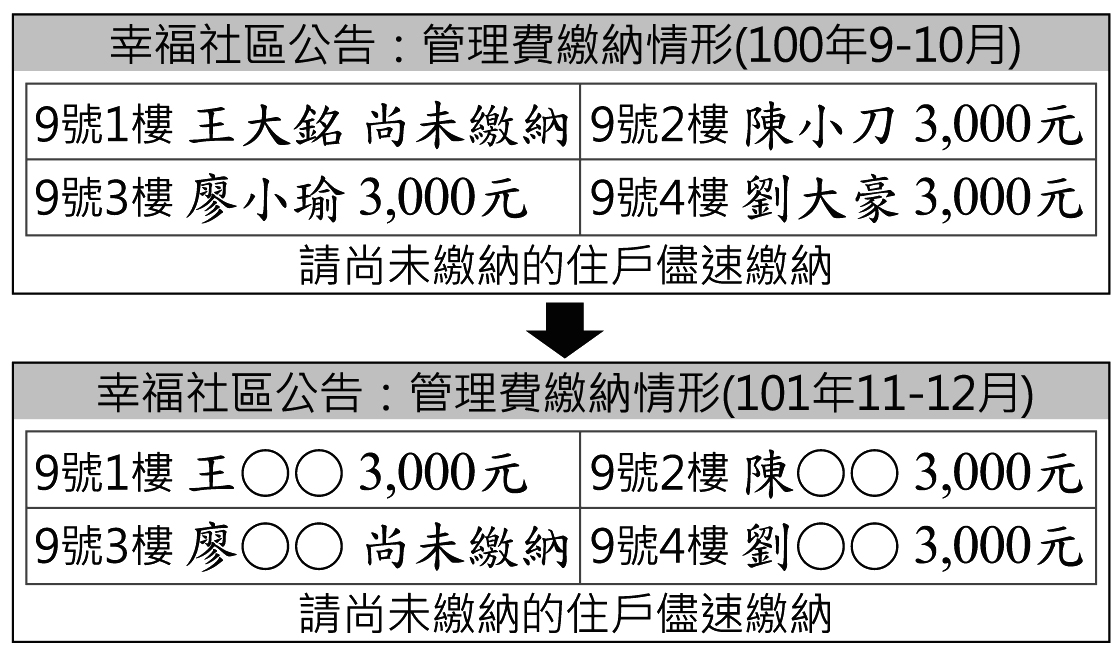 幸福社區公告：管理費繳納情形(100年9-10月)
9號1樓 王大銘 尚未繳納 9號2樓 陳小刀 3,000元
9號3樓 廖小瑜 3,000元 9號4樓 劉大豪 3,000元
請尚未繳納的住戶儘速繳納
幸福社區公告：管理費繳納情形(101年11-12月)
9號1樓 王○○ 3,000元 9號2樓 陳○○ 3,000元
9號3樓 廖○○ 尚未繳納 9號4樓 劉○○ 3,000元
請尚未繳納的住戶儘速繳納